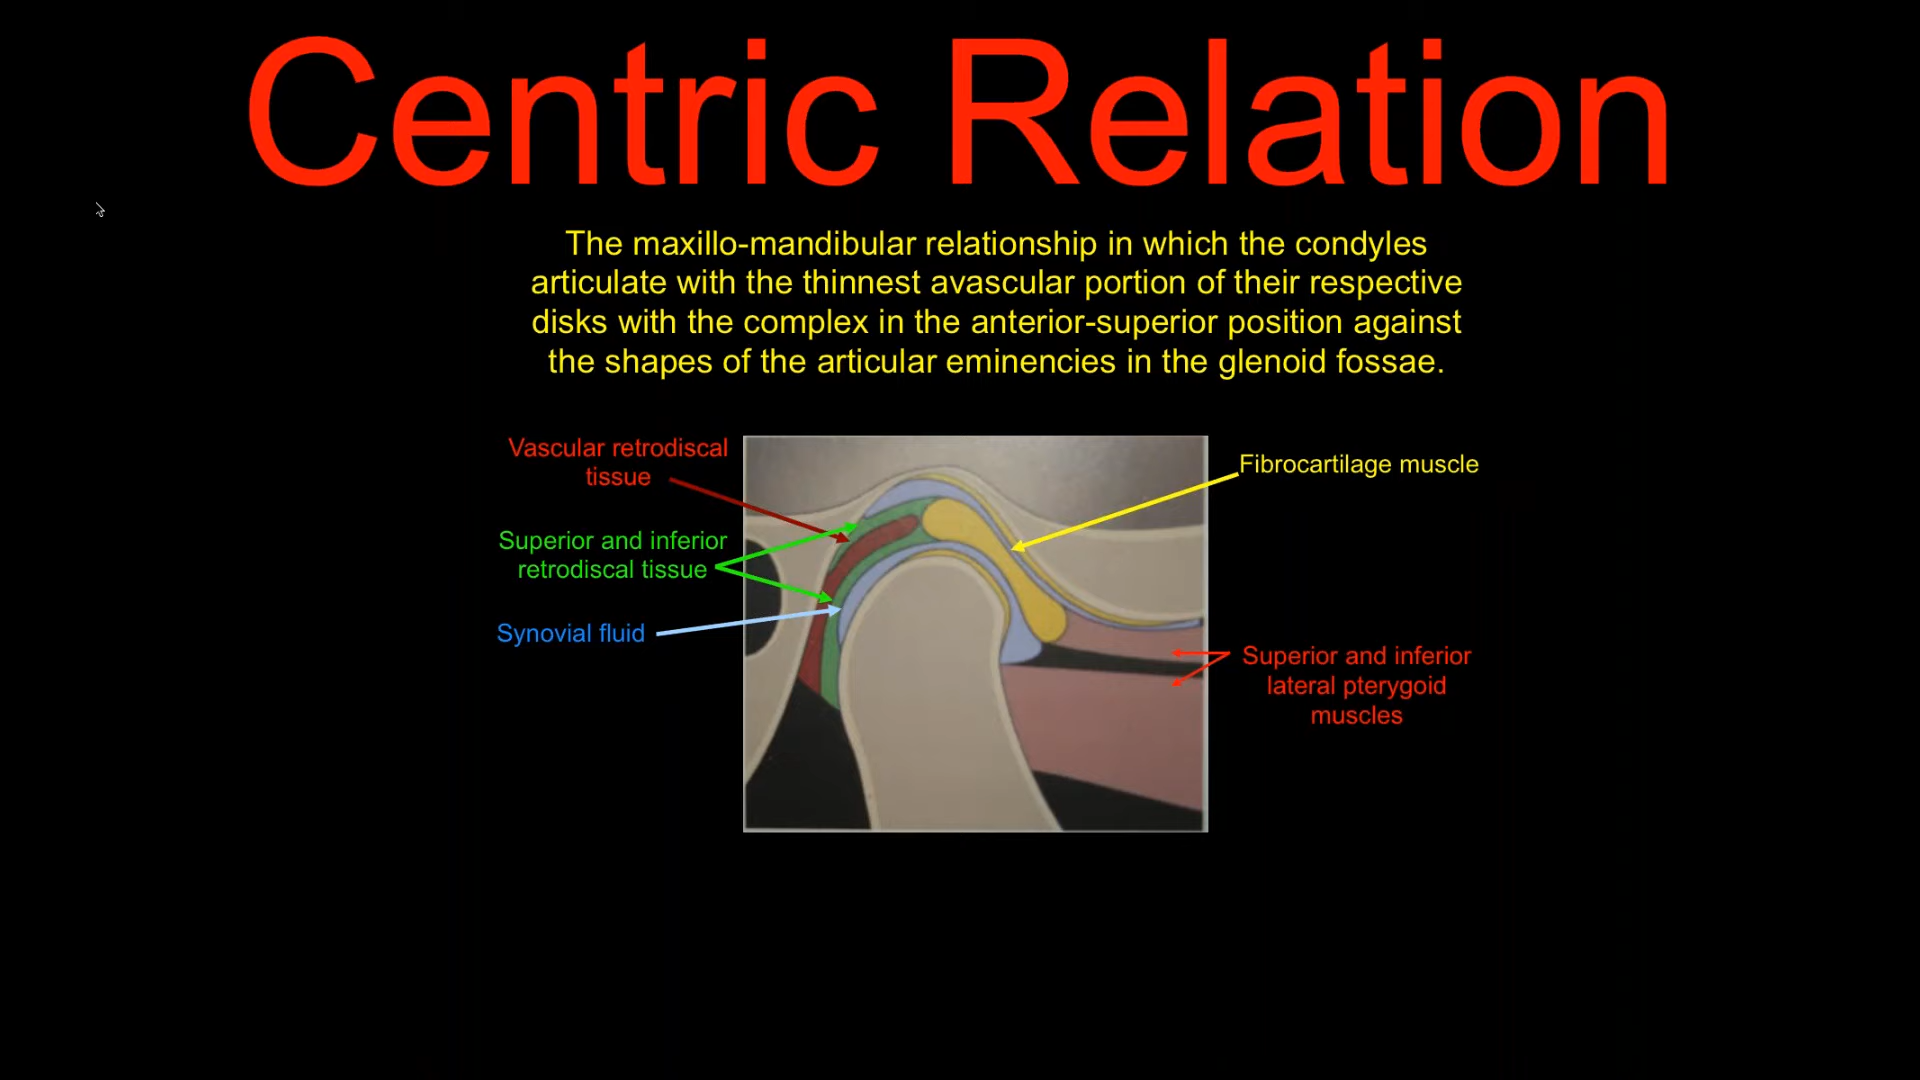 Centric Relation
The maxillo-mandibular relationship in which the condyles
articulate with the thinnest avascular portion of their respective
disks with the complex in the anterior-superior position against
the shapes of the articular eminencies in the glenoid fossae.
Vascular retrodiscal
tissue
Superior and inferior
retrodiscal tissue
Synovial fluid
Fibrocartilage muscle
Superior and inferior
lateral pterygoid
muscles